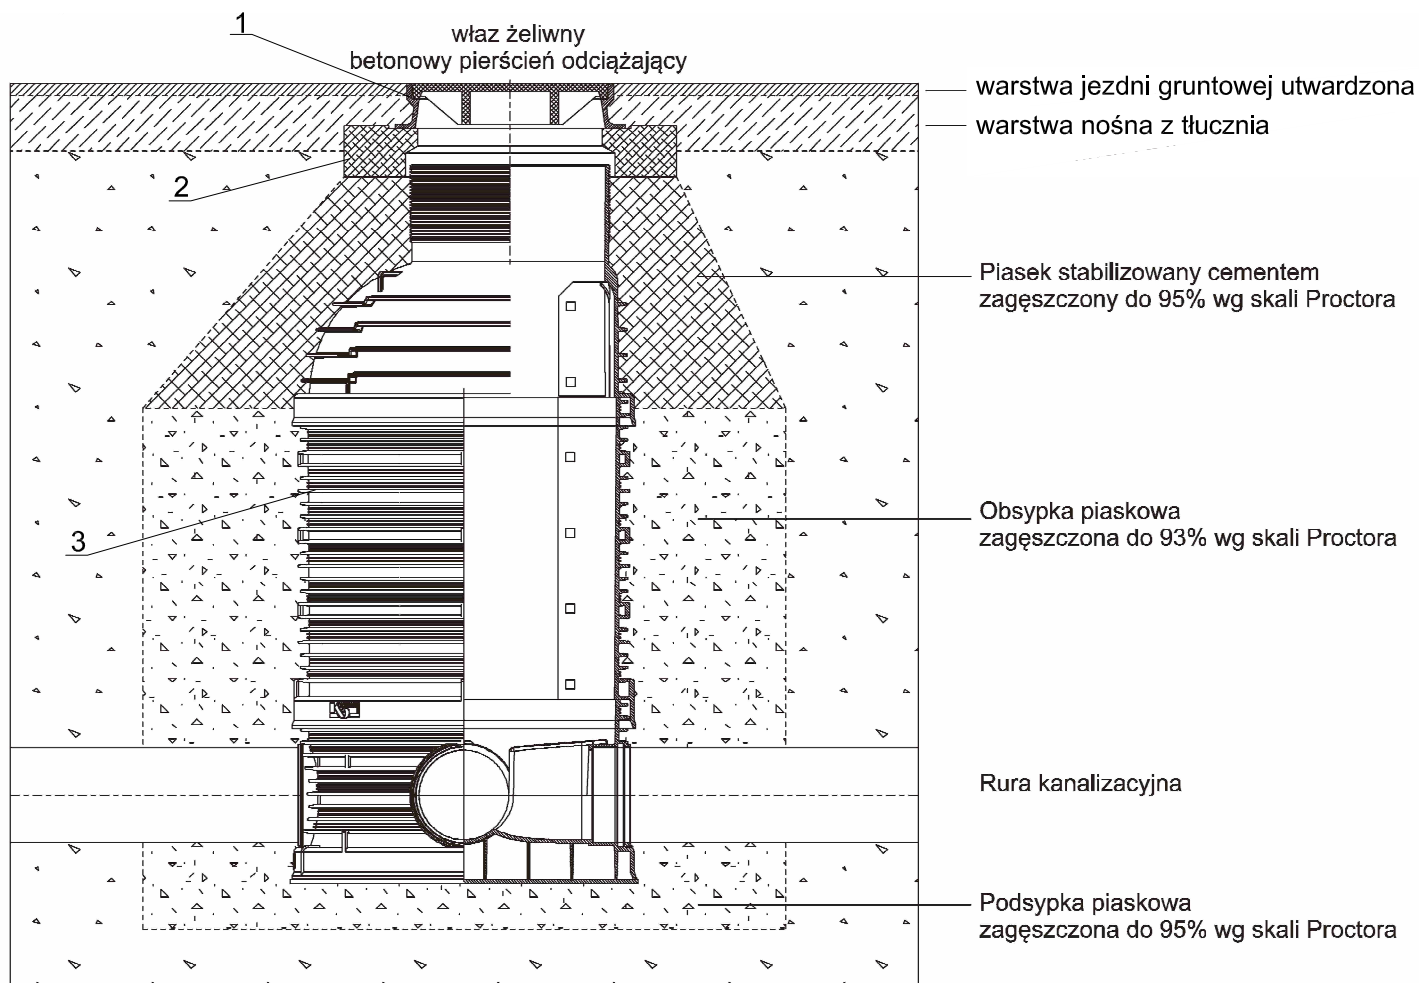 1
właz żeliwny
betonowy pierścień odciążający
warstwa jezdni gruntowej utwardzona
warstwa nośna z tłucznia
2
Piasek stabilizowany cementem
zagęszczony do 95% wg skali Proctora
3
Obsypka piaskowa
zagęszczona do 93% wg skali Proctora
Rura kanalizacyjna
Podsypka piaskowa
zagęszczona do 95% wg skali Proctora